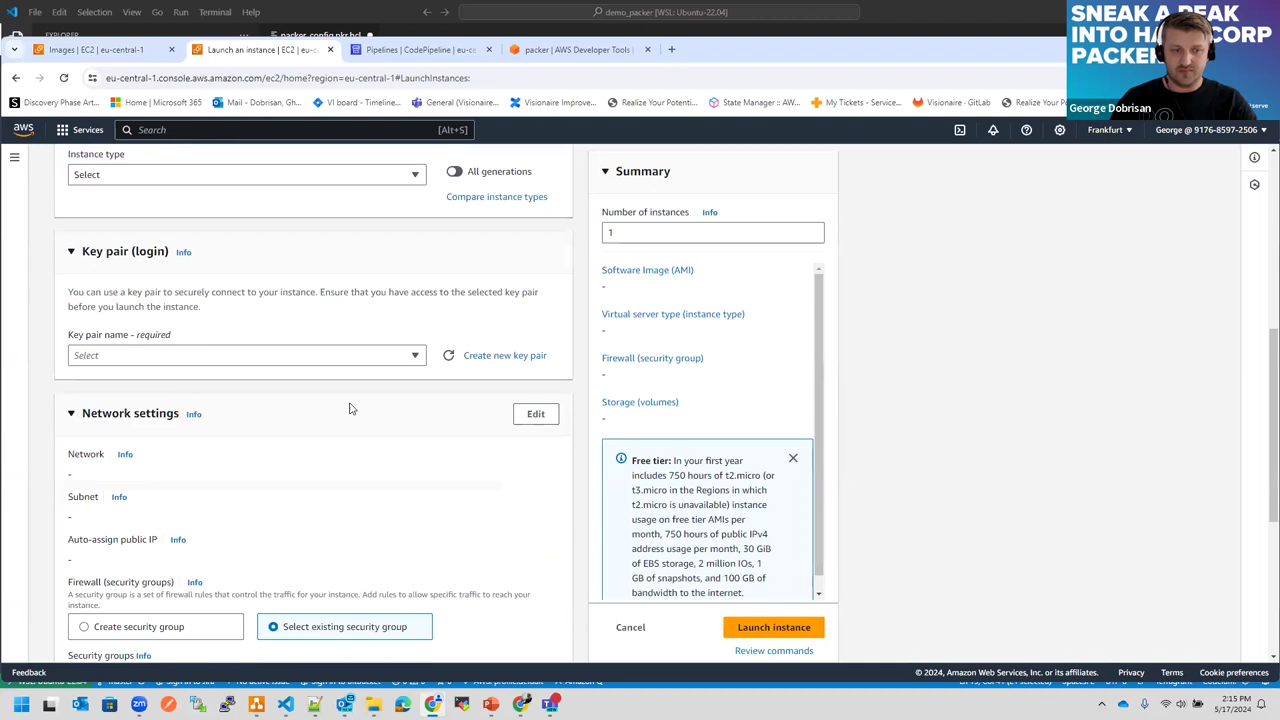 File
Edit
Selection
View
Go
Run
Terminal
Help
demo_packer [WSL: Ubuntu-22.04]
SNEAK A PEAK
INTO HA
CORP
PACKER
George Dobrisan
EXPLORER
packer_config.pkr.hcl
Images | EC2 | eu-central-1
Launch an instance | EC2 | eu-ce
Pipelines | CodePipeline | eu-ce
packer | AWS Developer Tools |
eu-central-1.console.aws.amazon.com/ec2/home?region=eu-central-1#LaunchInstances:
Discovery Phase Art...
Home | Microsoft 365
Mail - Dobrisan, Gh...
VI board - Timeline...
General (Visionaire...
Visionaire Improve...
Realize Your Potenti...
State Manager :: AW...
My Tickets - Service...
Visionaire · GitLab
Realize Your Po
aws
Services
Search
[Alt+S]
Frankfurt
George @ 9176-8597-2506
Instance type
Select
All generations
Compare instance types
Key pair (login)
Info
You can use a key pair to securely connect to your instance. Ensure that you have access to the selected key pair
before you launch the instance.
Key pair name - required
Select
Create new key pair
Network settings
Info
Edit
Network
Info
-
Subnet
Info
-
Auto-assign public IP
Info
-
Firewall (security groups)
Info
A security group is a set of firewall rules that control the traffic for your instance. Add rules to allow specific traffic to reach your
instance.
Create security group
Select existing security group
Security groups Info
Summary
Number of instances
Info
1
Software Image (AMI)
-
Virtual server type (instance type)
-
Firewall (security group)
-
Storage (volumes)
-
Free tier: In your first year
includes 750 hours of t2.micro (or
t3.micro in the Regions in which
t2.micro is unavailable) instance
usage on free tier AMIs per
month, 750 hours of public IPv4
address usage per month, 30 GiB
of EBS storage, 2 million IOs, 1
GB of snapshots, and 100 GB of
bandwidth to the internet.
Cancel
Launch instance
Review commands
Feedback
© 2024, Amazon Web Services, Inc. or its affiliates.
Privacy
Terms
Cookie preferences
2:15 PM
5/17/2024